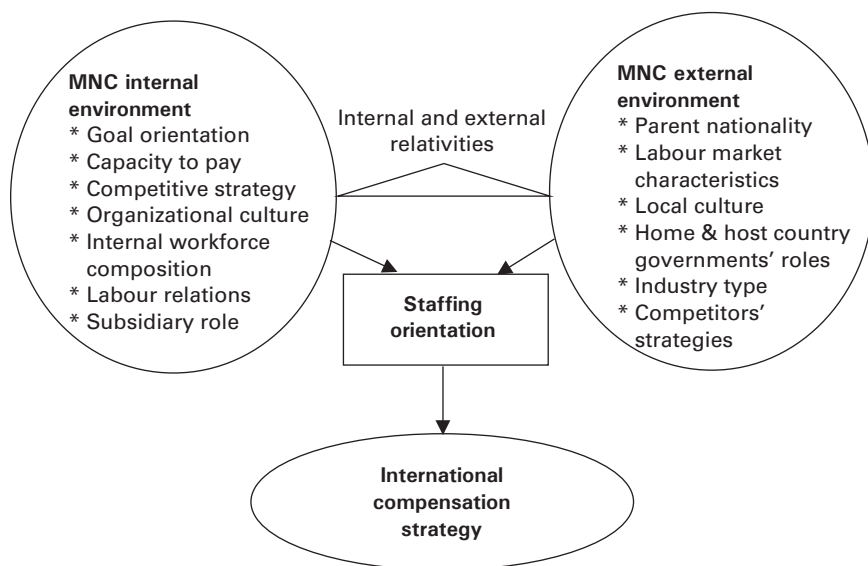 MNC internal
environment
* Goal orientation
* Capacity to pay
* Competitive strategy
* Organizational culture
* Internal workforce
composition
* Labour relations
* Subsidiary role
Internal and external
relativities
MNC external
environment
* Parent nationality
* Labour market
characteristics
* Local culture
* Home & host country
governments’ roles
* Industry type
* Competitors’
strategies
Staffing
orientation
International
compensation
strategy